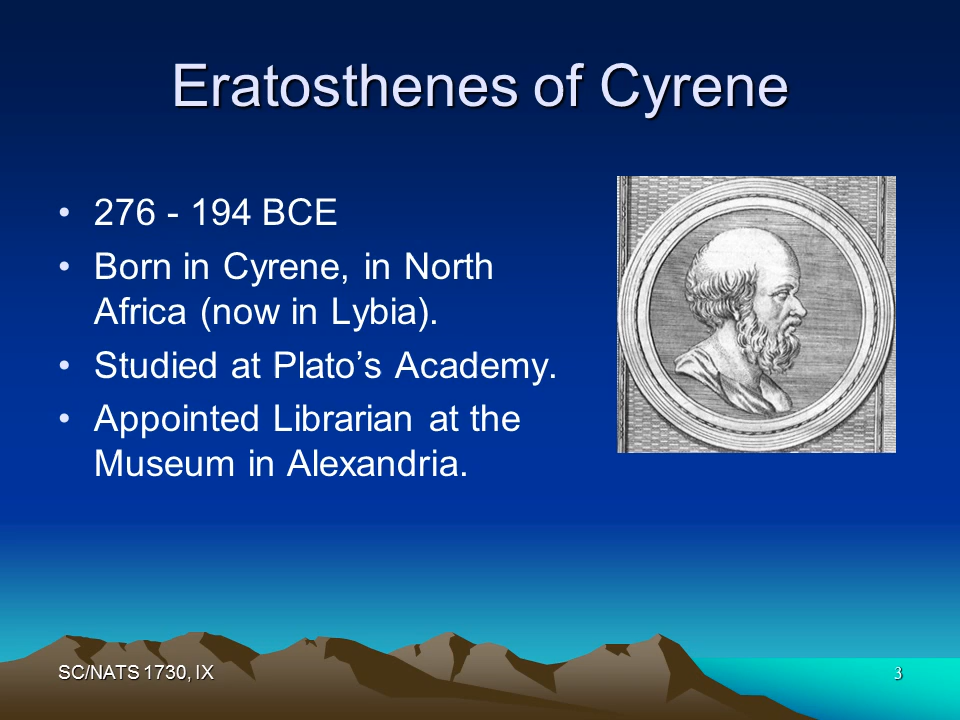 Eratosthenes of Cyrene
• 276 - 194 BCE
• Born in Cyrene, in North
Africa (now in Lybia).
• Studied at Plato’s Academy.
• Appointed Librarian at the
Museum in Alexandria.
SC/NATS 1730, IX
3